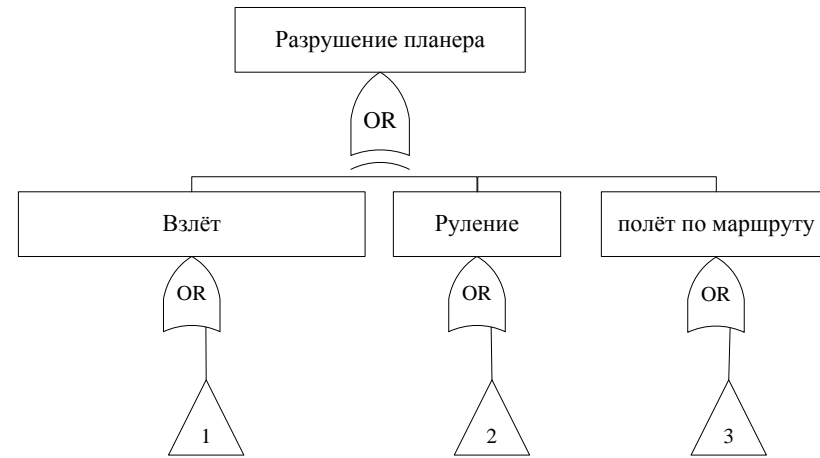 Разрушение планера
OR
Взлёт
Руление
полёт по маршруту
OR
OR
OR
1
2
3